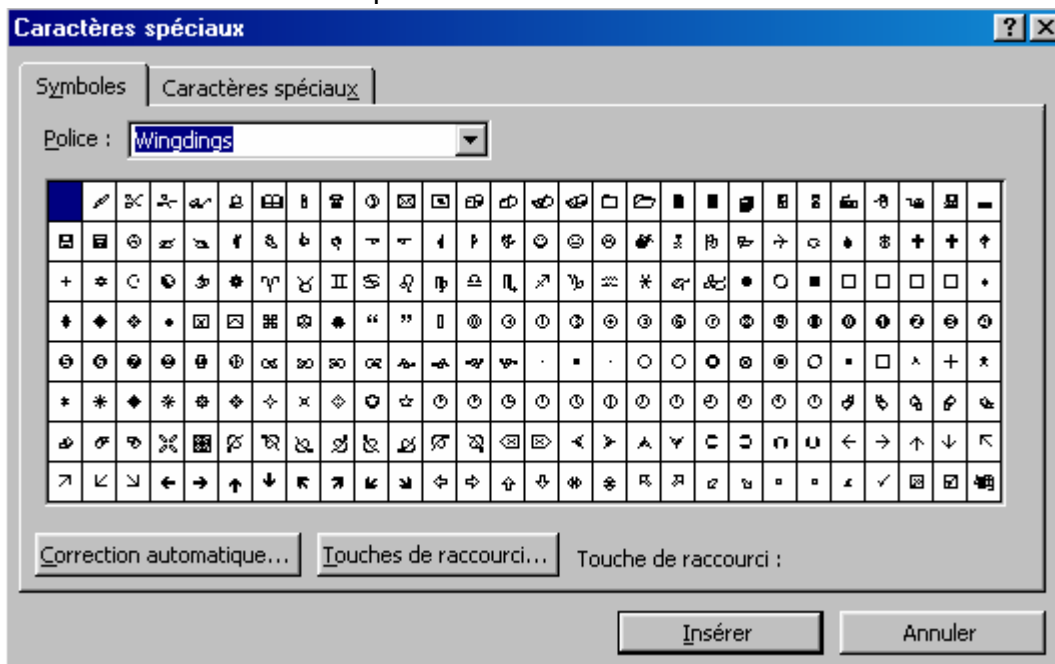 Caractères spéciaux
Symboles Caractères spéciaux
Police : Wingdings
Correction automatique... Touches de raccourci... Touche de raccourci :
Insérer Annuler